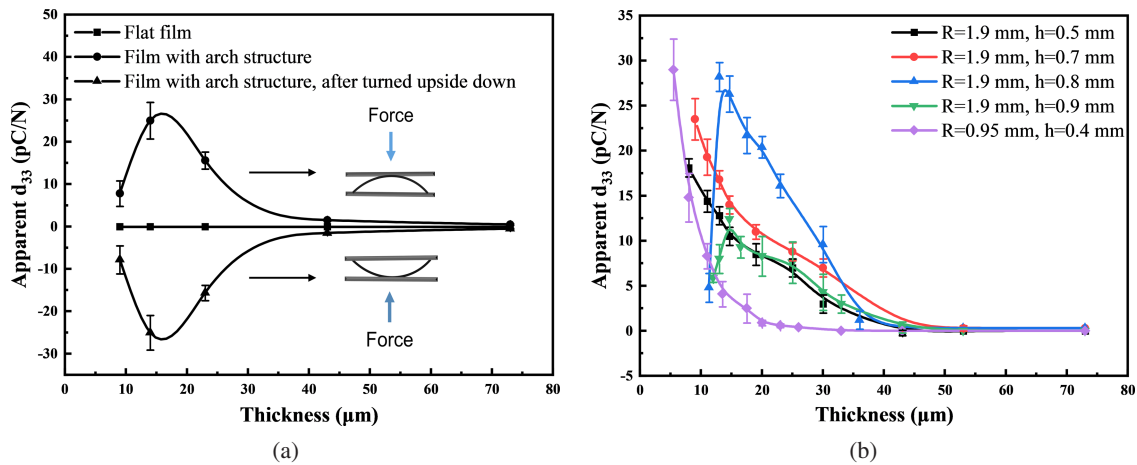 Flat film
Film with arch structure
Film with arch structure, after turned upside down
Force
Force
50
40
30
20
10
0
-10
-20
-30
0 10 20 30 40 50 60 70 80
Apparent d33 (pC/N)
Thickness (μm)
(a)
R=1.9 mm, h=0.5 mm
R=1.9 mm, h=0.7 mm
R=1.9 mm, h=0.8 mm
R=1.9 mm, h=0.9 mm
R=0.95 mm, h=0.4 mm
35
30
25
20
15
10
5
0
-5
0 10 20 30 40 50 60 70 80
Apparent d33 (pC/N)
Thickness (μm)
(b)